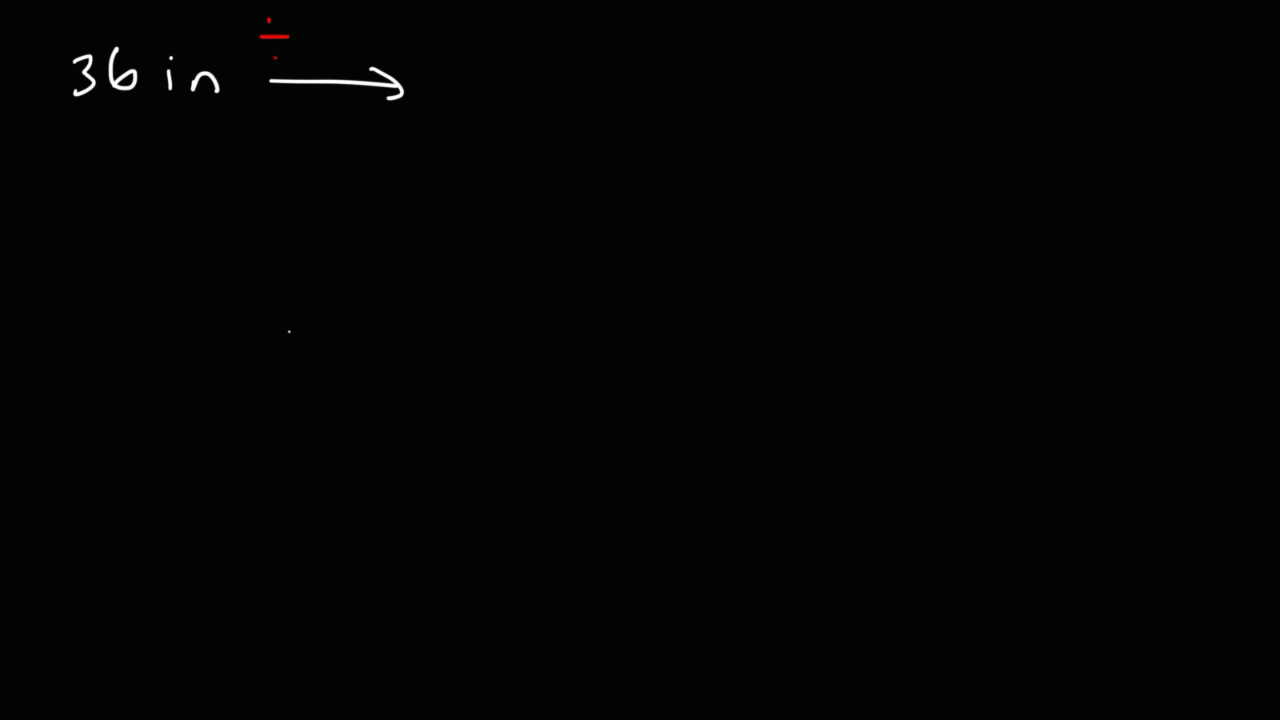 36 in ÷ →